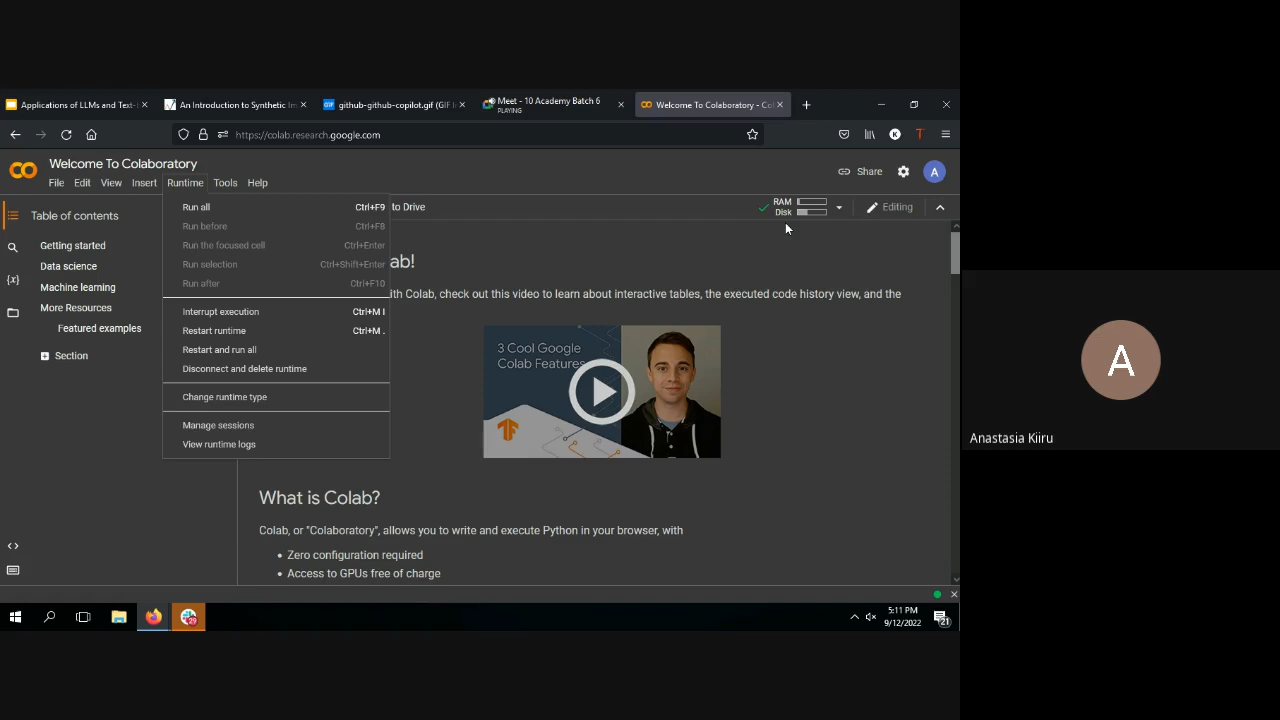 Applications of LLMs and Text-
An Introduction to Synthetic Im
GIF github-github-copilot.gif (GIF I
Meet - 10 Academy Batch 6
PLAYING
Welcome To Colaboratory - Col
https://colab.research.google.com
K
T
Welcome To Colaboratory
File Edit View Insert Runtime Tools Help
Share
A
Table of contents
Getting started
Data science
Machine learning
More Resources
Featured examples
Section
Run all Ctrl+F9
Run before Ctrl+F8
Run the focused cell Ctrl+Enter
Run selection Ctrl+Shift+Enter
Run after Ctrl+F10
Interrupt execution Ctrl+M I
Restart runtime Ctrl+M .
Restart and run all
Disconnect and delete runtime
Change runtime type
Manage sessions
View runtime logs
to Drive
RAM
Disk
Editing
ab!
ith Colab, check out this video to learn about interactive tables, the executed code history view, and the
3 Cool Google
Colab Features
What is Colab?
Colab, or "Colaboratory", allows you to write and execute Python in your browser, with
• Zero configuration required
• Access to GPUs free of charge
29
5:11 PM
9/12/2022
21
A
Anastasia Kiiru